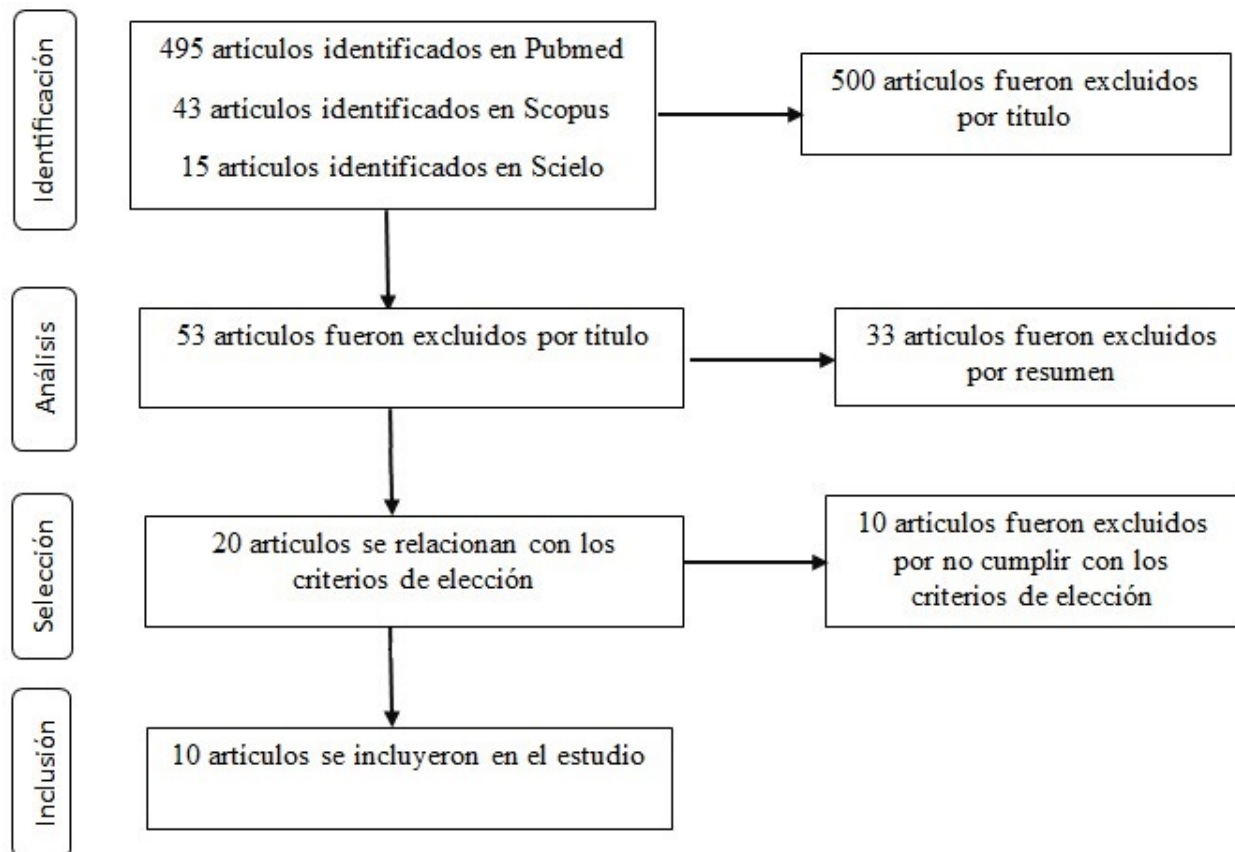 Identificación
495 artículos identificados en Pubmed
43 artículos identificados en Scopus
15 artículos identificados en Scielo
500 artículos fueron excluidos
por título
Análisis
53 artículos fueron excluidos por título
33 artículos fueron excluidos
por resumen
Selección
20 artículos se relacionan con los
criterios de elección
10 artículos fueron excluidos
por no cumplir con los
criterios de elección
Inclusión
10 artículos se incluyeron en el estudio